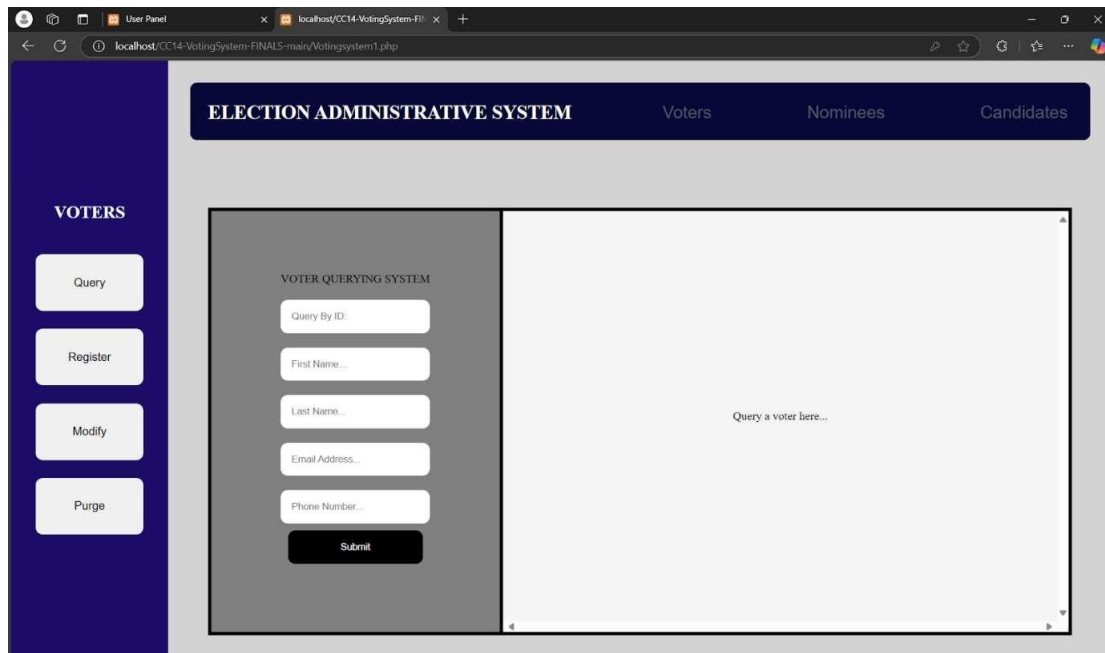 User Panel
localhost/CC14-VotingSystem-FIN
localhost/CC14-VotingSystem-FINALS-main/Votingsystem1.php
ELECTION ADMINISTRATIVE SYSTEM
Voters
Nominees
Candidates
VOTERS
Query
Register
Modify
Purge
VOTER QUERYING SYSTEM
Query By ID:
First Name...
Last Name...
Email Address...
Phone Number...
Submit
Query a voter here...